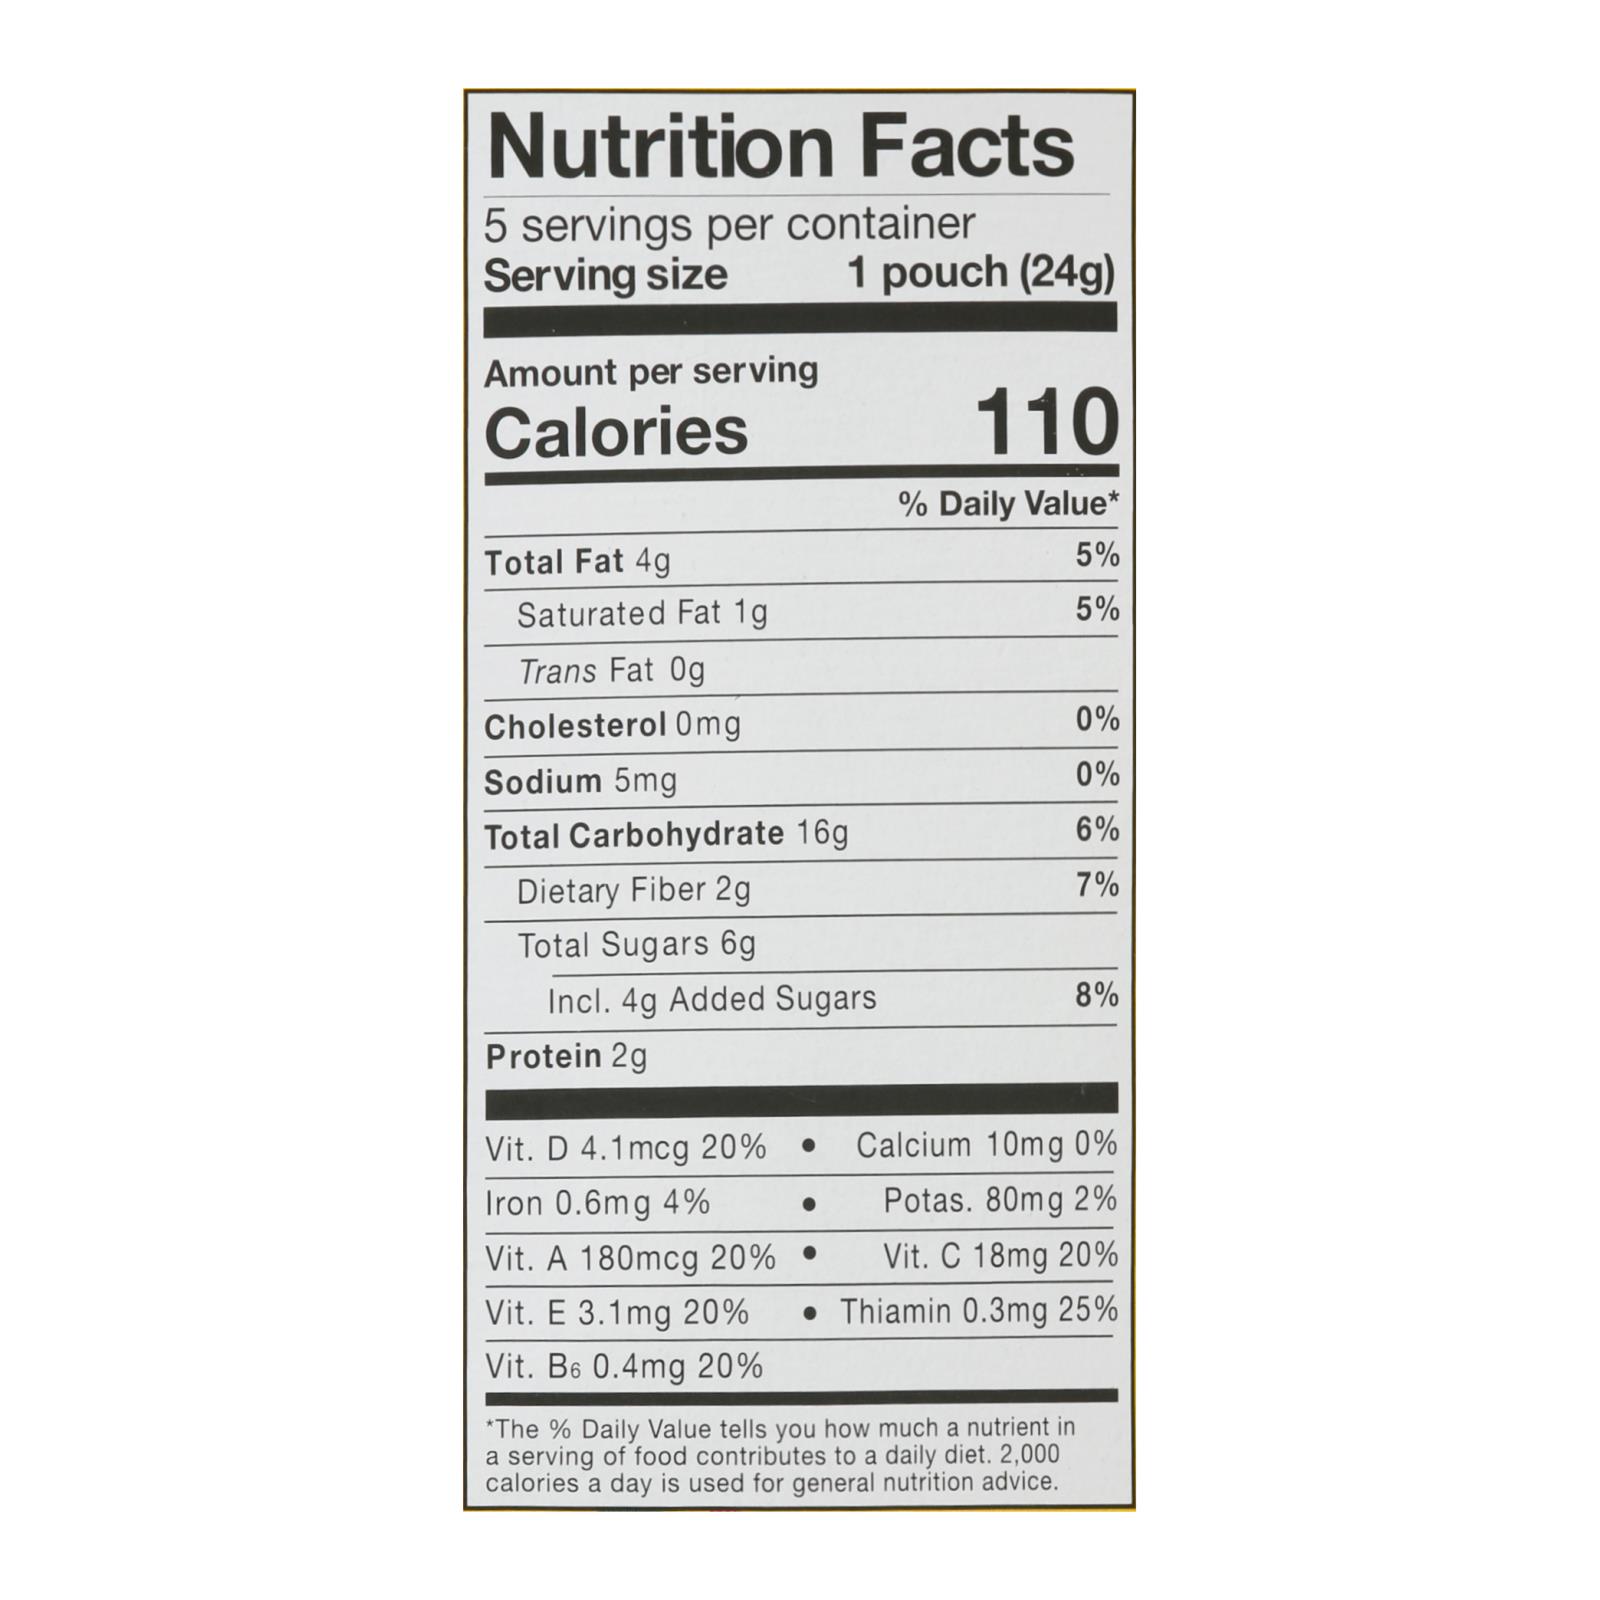 Nutrition Facts
5 servings per container
Serving size 1 pouch (24g)
Amount per serving
Calories 110
% Daily Value*
Total Fat 4g 5%
Saturated Fat 1g 5%
Trans Fat 0g
Cholesterol 0mg 0%
Sodium 5mg 0%
Total Carbohydrate 16g 6%
Dietary Fiber 2g 7%
Total Sugars 6g
Incl. 4g Added Sugars 8%
Protein 2g
Vit. D 4.1mcg 20% • Calcium 10mg 0%
Iron 0.6mg 4% • Potas. 80mg 2%
Vit. A 180mcg 20% • Vit. C 18mg 20%
Vit. E 3.1mg 20% • Thiamin 0.3mg 25%
Vit. B6 0.4mg 20%
*The % Daily Value tells you how much a nutrient in
a serving of food contributes to a daily diet. 2,000
calories a day is used for general nutrition advice.